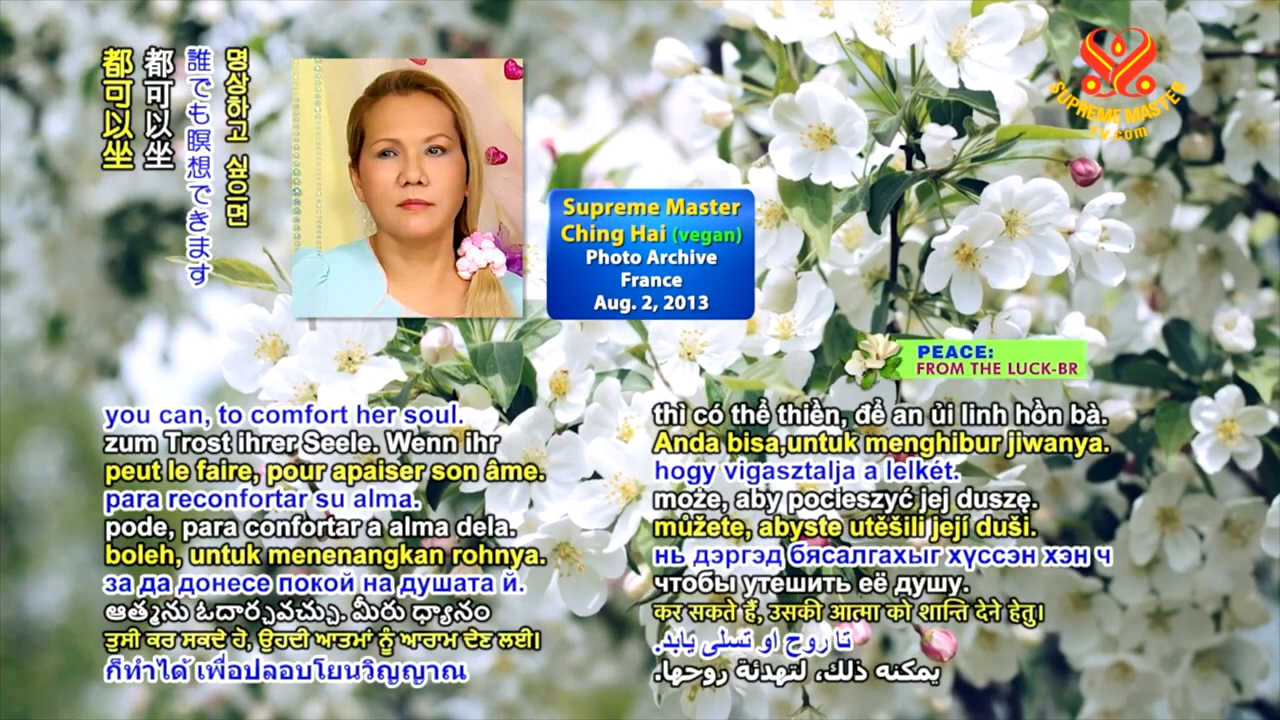 都可以坐
都可以坐
誰でも瞑想できます
명상하고 싶으면
SUPREME MASTER
TV.com
Supreme Master
Ching Hai (vegan)
Photo Archive
France
Aug. 2, 2013
PEACE:
FROM THE LUCK-BR
you can, to comfort her soul.
zum Trost ihrer Seele. Wenn ihr
peut le faire, pour apaiser son âme.
para reconfortar su alma.
pode, para confortar a alma dela.
boleh, untuk menenangkan rohnya.
за да донесе покой на душата й.
ఆత్మను ఓదార్చవచ్చు. మీరు ధ్యానం
ਤੁਸੀ ਕਰ ਸਕਦੇ ਹੋ, ਉਹਦੀ ਆਤਮਾਂ ਨੂੰ ਆਰਾਮ ਦੇਣ ਲਈ।
ก็ทำได้ เพื่อปลอบโยนวิญญาณ
thì có thể thiền, để an ủi linh hồn bà.
Anda bisa,untuk menghibur jiwanya.
hogy vigasztalja a lelkét.
może, aby pocieszyć jej duszę.
můžete, abyste utěšili její duši.
нь дэргэд бясалгахыг хүссэн хэн ч
чтобы утешить её душу.
कर सकते हैं, उसकी आत्मा को शान्ति देने हेतु।
تا روح او تسلی یابد.
يمكنه ذلك، لتهدئة روحها.